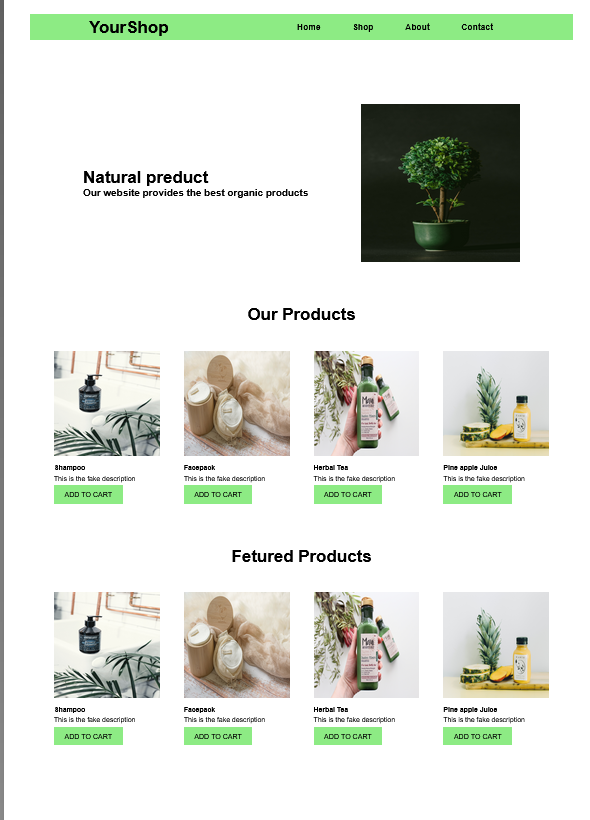 YourShop Home Shop About Contact
Natural preduct
Our website provides the best organic products
Our Products
Shampoo Facepack Herbal Tea Pine apple Juice
This is the fake description This is the fake description This is the fake description This is the fake description
ADD TO CART ADD TO CART ADD TO CART ADD TO CART
Fetured Products
Shampoo Facepack Herbal Tea Pine apple Juice
This is the fake description This is the fake description This is the fake description This is the fake description
ADD TO CART ADD TO CART ADD TO CART ADD TO CART